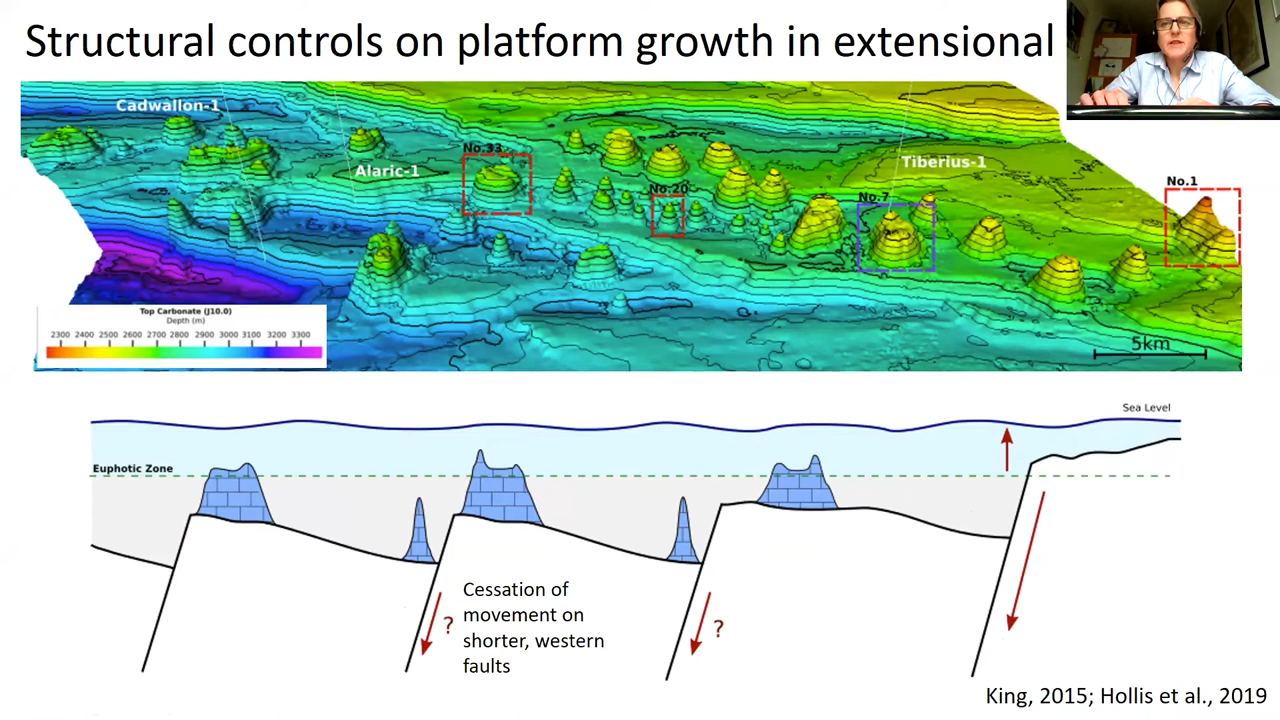 Structural controls on platform growth in extensional
Cadwallon-1
Alaric-1
No.33
No.20
No.7
Tiberius-1
No.1
Top Carbonate (J10.0)
Depth (m)
2300 2400 2500 2600 2700 2800 2900 3000 3100 3200 3300
5km
Sea Level
Euphotic Zone
Cessation of
movement on
shorter, western
faults
?
?
King, 2015; Hollis et al., 2019